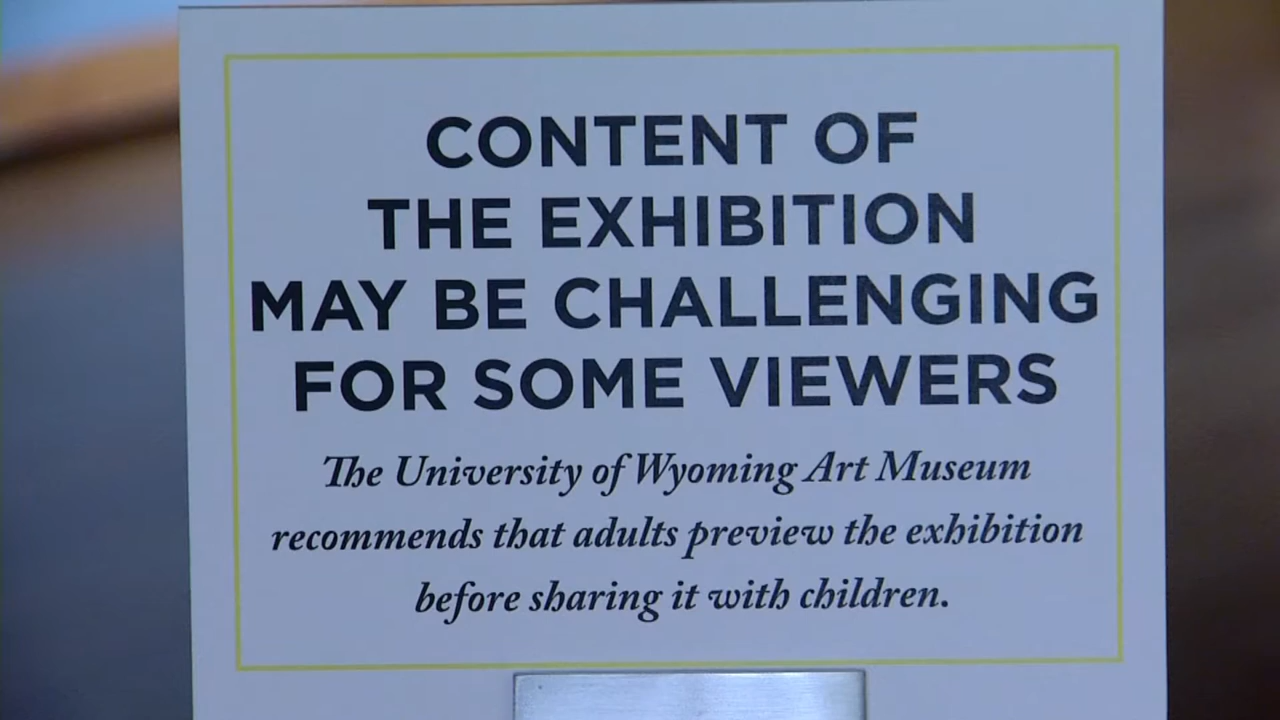 CONTENT OF
THE EXHIBITION
MAY BE CHALLENGING
FOR SOME VIEWERS
The University of Wyoming Art Museum
recommends that adults preview the exhibition
before sharing it with children.